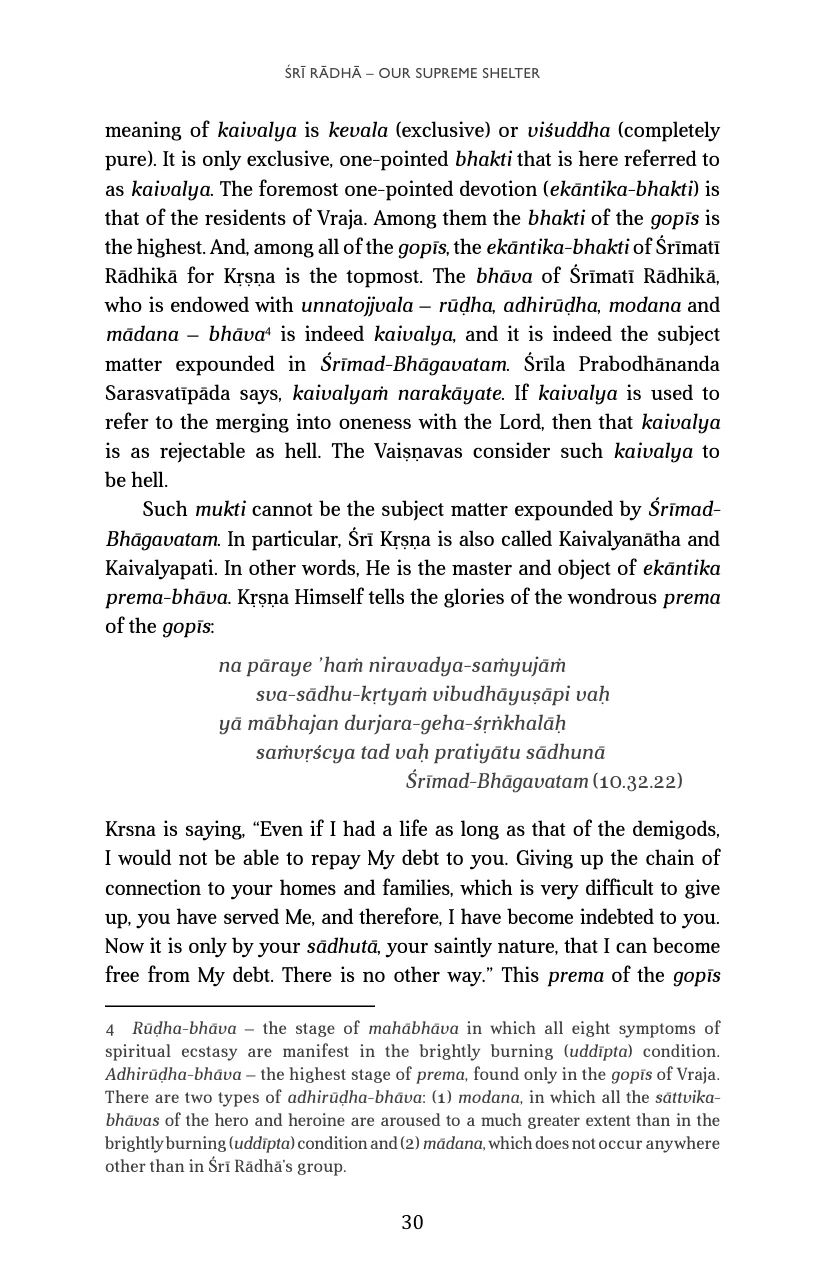 ŚRĪ RĀDHĀ – OUR SUPREME SHELTER
meaning of kaivalya is kevala (exclusive) or viśuddha (completely
pure). It is only exclusive, one-pointed bhakti that is here referred to
as kaivalya. The foremost one-pointed devotion (ekāntika-bhakti) is
that of the residents of Vraja. Among them the bhakti of the gopīs is
the highest. And, among all of the gopīs, the ekāntika-bhakti of Śrīmatī
Rādhikā for Kṛṣṇa is the topmost. The bhāva of Śrīmatī Rādhikā,
who is endowed with unnatojjvala – rūḍha, adhirūḍha, modana and
mādana – bhāva⁴ is indeed kaivalya, and it is indeed the subject
matter expounded in Śrīmad-Bhāgavatam. Śrīla Prabodhānanda
Sarasvatīpāda says, kaivalyaṁ narakāyate. If kaivalya is used to
refer to the merging into oneness with the Lord, then that kaivalya
is as rejectable as hell. The Vaiṣṇavas consider such kaivalya to
be hell.
Such mukti cannot be the subject matter expounded by Śrīmad-
Bhāgavatam. In particular, Śrī Kṛṣṇa is also called Kaivalyanātha and
Kaivalyapati. In other words, He is the master and object of ekāntika
prema-bhāva. Kṛṣṇa Himself tells the glories of the wondrous prema
of the gopīs:
na pāraye ’haṁ niravadya-saṁyujāṁ
sva-sādhu-kṛtyaṁ vibudhāyuṣāpi vaḥ
yā mābhajan durjara-geha-śṛṅkhalāḥ
saṁvṛścya tad vaḥ pratiyātu sādhunā
Śrīmad-Bhāgavatam (10.32.22)
Krsna is saying, “Even if I had a life as long as that of the demigods,
I would not be able to repay My debt to you. Giving up the chain of
connection to your homes and families, which is very difficult to give
up, you have served Me, and therefore, I have become indebted to you.
Now it is only by your sādhutā, your saintly nature, that I can become
free from My debt. There is no other way.” This prema of the gopīs
4 Rūḍha-bhāva – the stage of mahābhāva in which all eight symptoms of
spiritual ecstasy are manifest in the brightly burning (uddīpta) condition.
Adhirūḍha-bhāva – the highest stage of prema, found only in the gopīs of Vraja.
There are two types of adhirūḍha-bhāva: (1) modana, in which all the sāttvika-
bhāvas of the hero and heroine are aroused to a much greater extent than in the
brightly burning (uddīpta) condition and (2) mādana, which does not occur anywhere
other than in Śrī Rādhā's group.
30